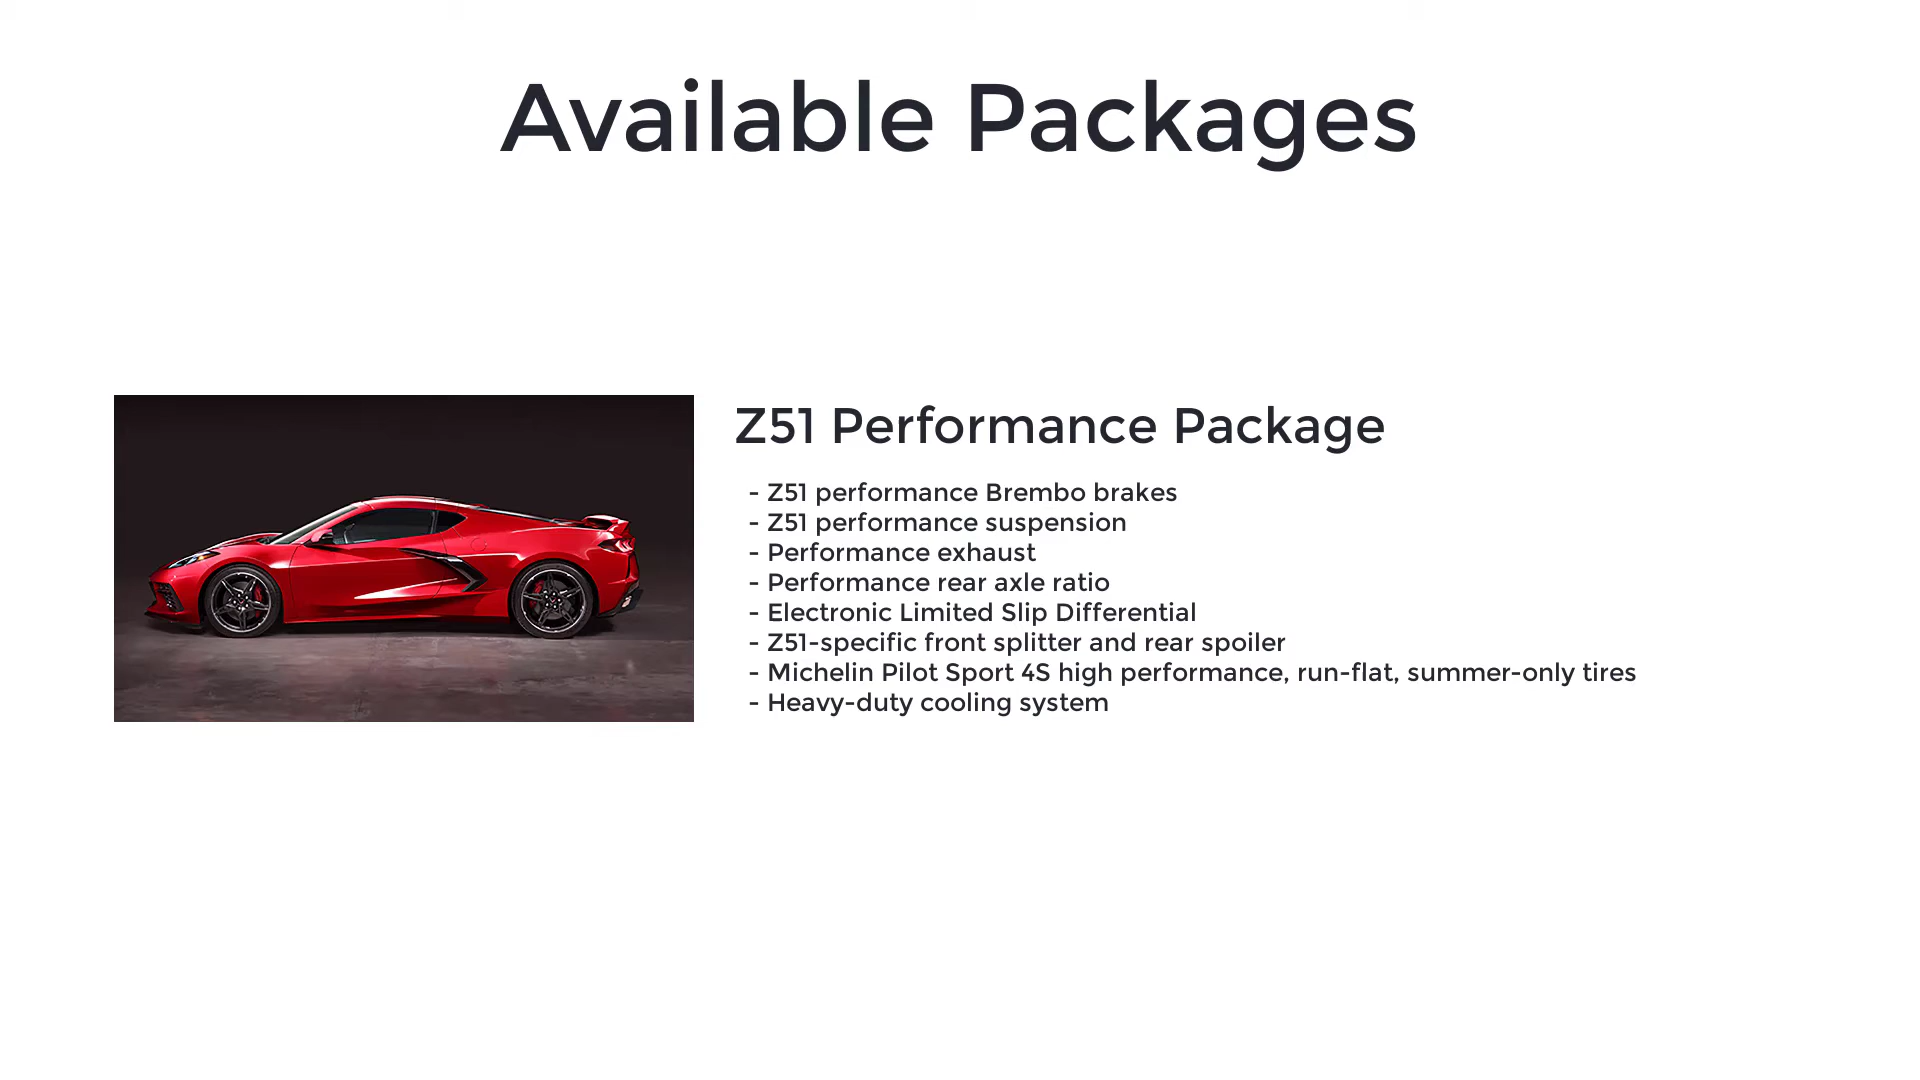 Available Packages
Z51 Performance Package
- Z51 performance Brembo brakes
- Z51 performance suspension
- Performance exhaust
- Performance rear axle ratio
- Electronic Limited Slip Differential
- Z51-specific front splitter and rear spoiler
- Michelin Pilot Sport 4S high performance, run-flat, summer-only tires
- Heavy-duty cooling system